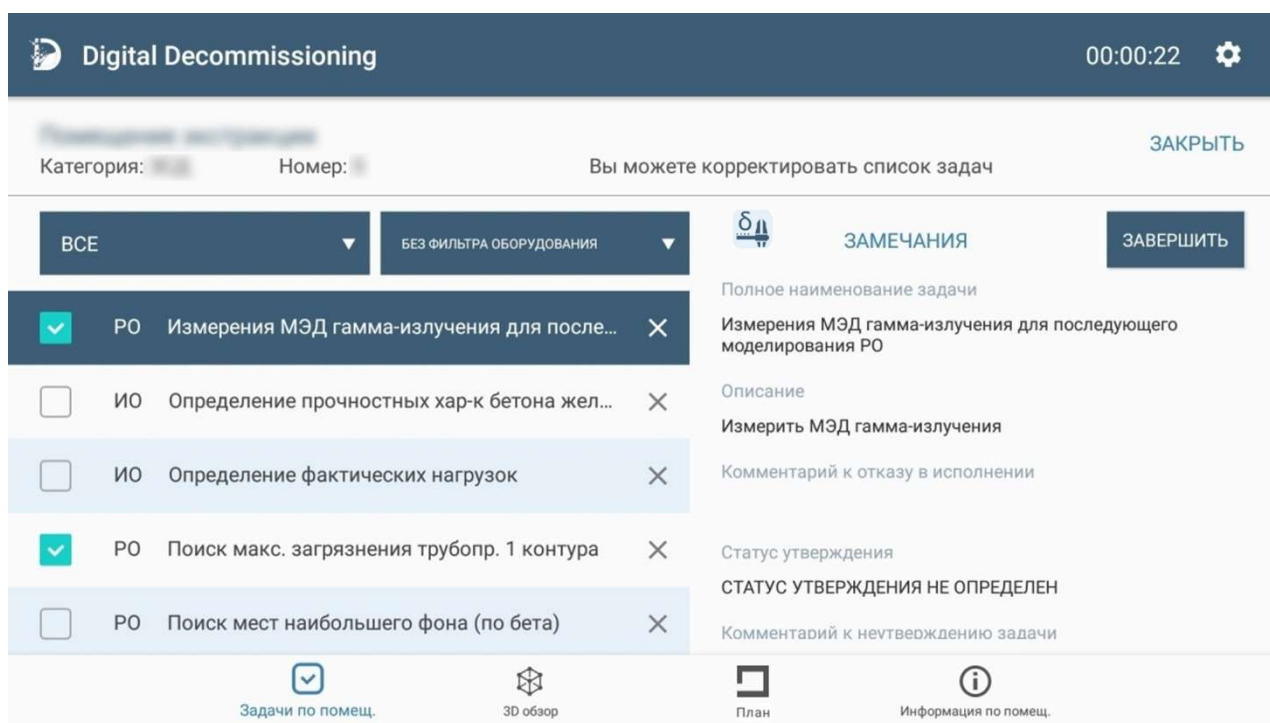 Digital Decommissioning
00:00:22
ЗАКРЫТЬ
Категория:
Номер:
Вы можете корректировать список задач
ВСЕ
БЕЗ ФИЛЬТРА ОБОРУДОВАНИЯ
РО Измерения МЭД гамма-излучения для после...
ИО Определение прочностных хар-к бетона жел...
ИО Определение фактических нагрузок
РО Поиск макс. загрязнения трубопр. 1 контура
РО Поиск мест наибольшего фона (по бета)
δ
ЗАМЕЧАНИЯ
ЗАВЕРШИТЬ
Полное наименование задачи
Измерения МЭД гамма-излучения для последующего
моделирования РО
Описание
Измерить МЭД гамма-излучения
Комментарий к отказу в исполнении
Статус утверждения
СТАТУС УТВЕРЖДЕНИЯ НЕ ОПРЕДЕЛЕН
Комментарий к неутверждению задачи
Задачи по помещ.
3D обзор
План
Информация по помещ.